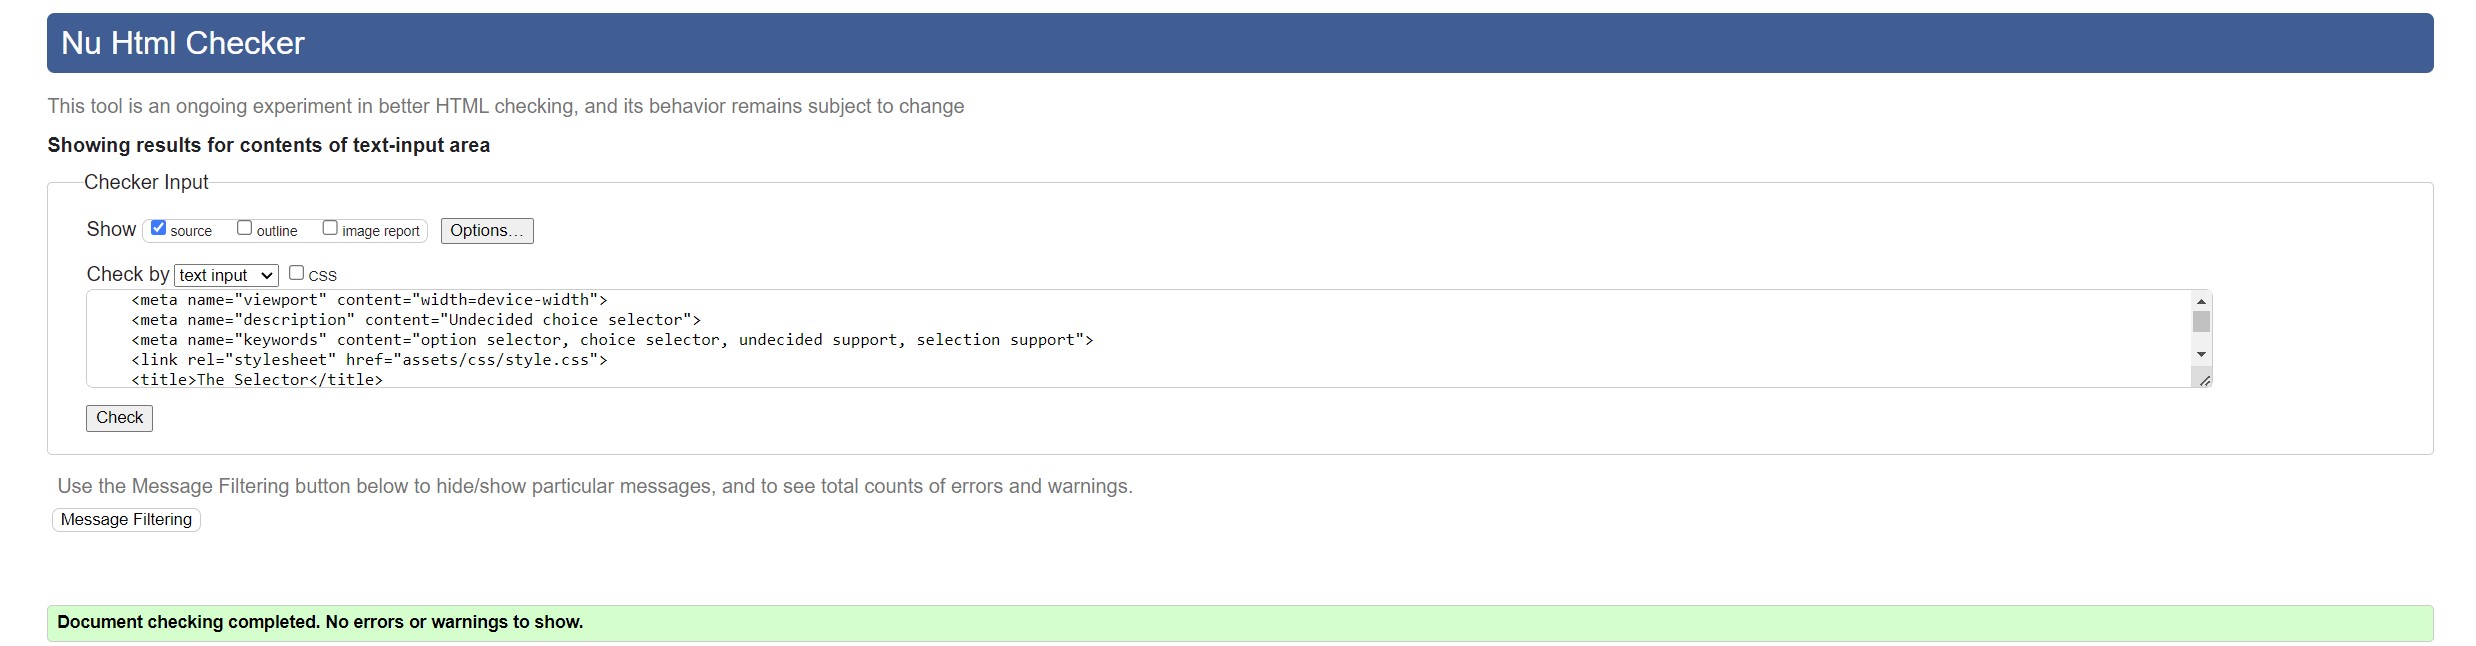 Nu Html Checker
This tool is an ongoing experiment in better HTML checking, and its behavior remains subject to change
Showing results for contents of text-input area
Checker Input
Show source outline image report Options...
Check by text input CSS
<meta name="viewport" content="width=device-width">
<meta name="description" content="Undecided choice selector">
<meta name="keywords" content="option selector, choice selector, undecided support, selection support">
<link rel="stylesheet" href="assets/css/style.css">
<title>The Selector</title>
Check
Use the Message Filtering button below to hide/show particular messages, and to see total counts of errors and warnings.
Message Filtering
Document checking completed. No errors or warnings to show.